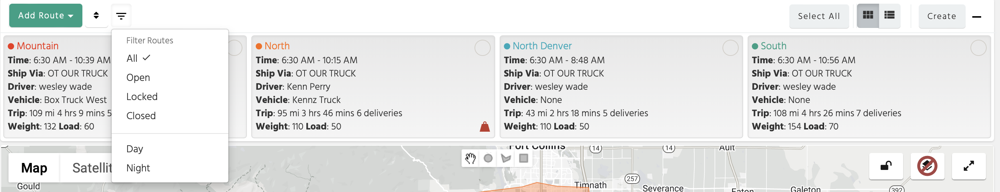 Add Route
Select All
Create
Filter Routes
All
Open
Locked
Closed
Day
Night
Mountain
Time: 6:30 AM - 10:39 AM
Ship Via: OT OUR TRUCK
Driver: wesley wade
Vehicle: Box Truck West
Trip: 109 mi 4 hrs 9 mins 5
Weight: 132 Load: 60
North
Time: 6:30 AM - 10:15 AM
Ship Via: OT OUR TRUCK
Driver: Kenn Perry
Vehicle: Kennz Truck
Trip: 95 mi 3 hrs 46 mins 6 deliveries
Weight: 110 Load: 50
North Denver
Time: 6:30 AM - 8:48 AM
Ship Via: OT OUR TRUCK
Driver: wesley wade
Vehicle: None
Trip: 43 mi 2 hrs 18 mins 5 deliveries
Weight: 110 Load: 50
South
Time: 6:30 AM - 10:56 AM
Ship Via: OT OUR TRUCK
Driver: wesley wade
Vehicle: None
Trip: 108 mi 4 hrs 26 mins 7 deliveries
Weight: 154 Load: 70
Map
Satellit
Fort Collins
14
14
Ault
257
Gould
Timnath
Severance
Eaton
Galeton
392